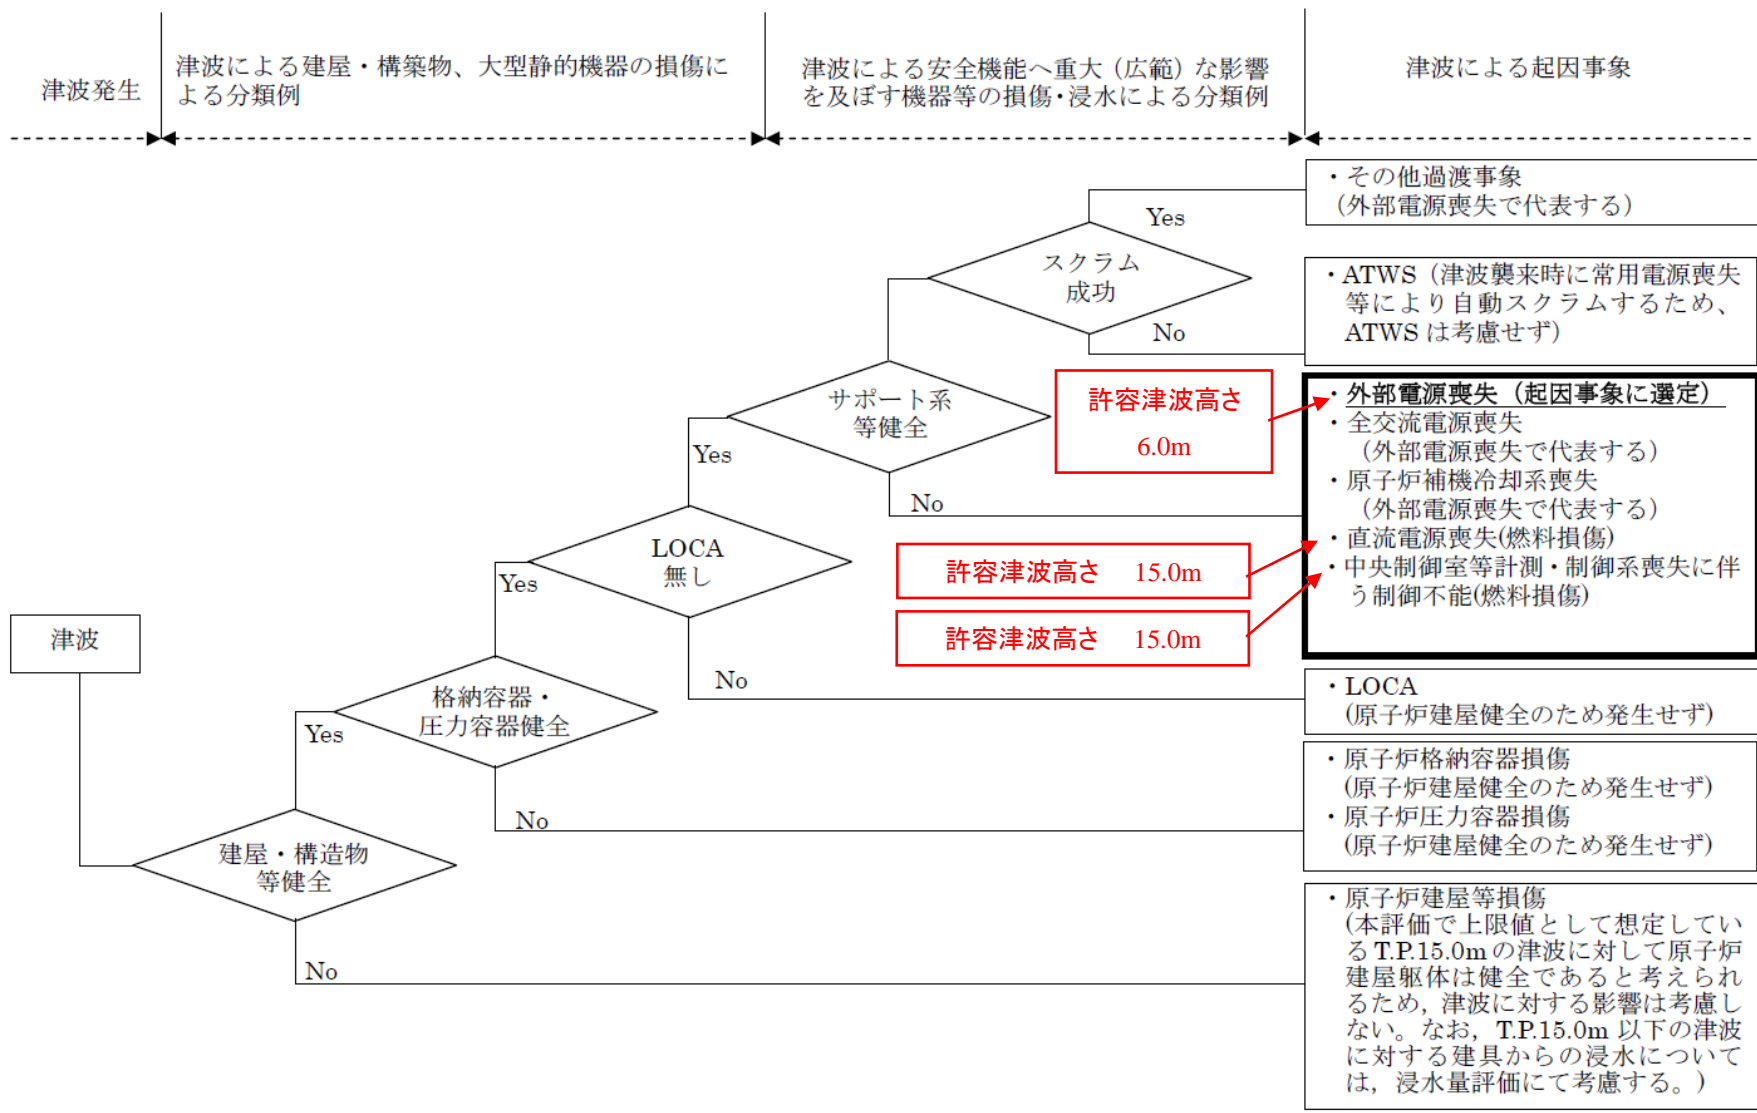 津波発生
津波による建屋・構築物、大型静的機器の損傷に
よる分類例
津波による安全機能へ重大（広範）な影響
を及ぼす機器等の損傷・浸水による分類例
津波による起因事象
・その他過渡事象
（外部電源喪失で代表する）
Yes
スクラム
成功
No
・ATWS（津波襲来時に常用電源喪失
等により自動スクラムするため、
ATWS は考慮せず）
サポート系
等健全
Yes
No
許容津波高さ
6.0m
・外部電源喪失（起因事象に選定）
・全交流電源喪失
（外部電源喪失で代表する）
・原子炉補機冷却系喪失
（外部電源喪失で代表する）
・直流電源喪失(燃料損傷)
・中央制御室等計測・制御系喪失に伴
う制御不能(燃料損傷)
許容津波高さ　15.0m
許容津波高さ　15.0m
LOCA
無し
Yes
No
・LOCA
(原子炉建屋健全のため発生せず)
津波
格納容器・
圧力容器健全
Yes
No
・原子炉格納容器損傷
(原子炉建屋健全のため発生せず)
・原子炉圧力容器損傷
(原子炉建屋健全のため発生せず)
建屋・構造物
等健全
No
・原子炉建屋等損傷
(本評価で上限値として想定してい
る T.P.15.0m の津波に対して原子炉
建屋躯体は健全であると考えられ
るため，津波に対する影響は考慮し
ない。なお，T.P.15.0m 以下の津波
に対する建具からの浸水について
は，浸水量評価にて考慮する。)